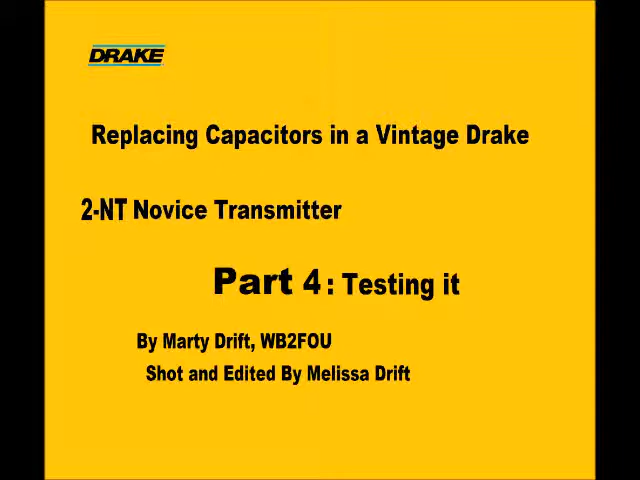 DRAKE
Replacing Capacitors in a Vintage Drake
2-NT Novice Transmitter
Part 4: Testing it
By Marty Drift, WB2FOU
Shot and Edited By Melissa Drift